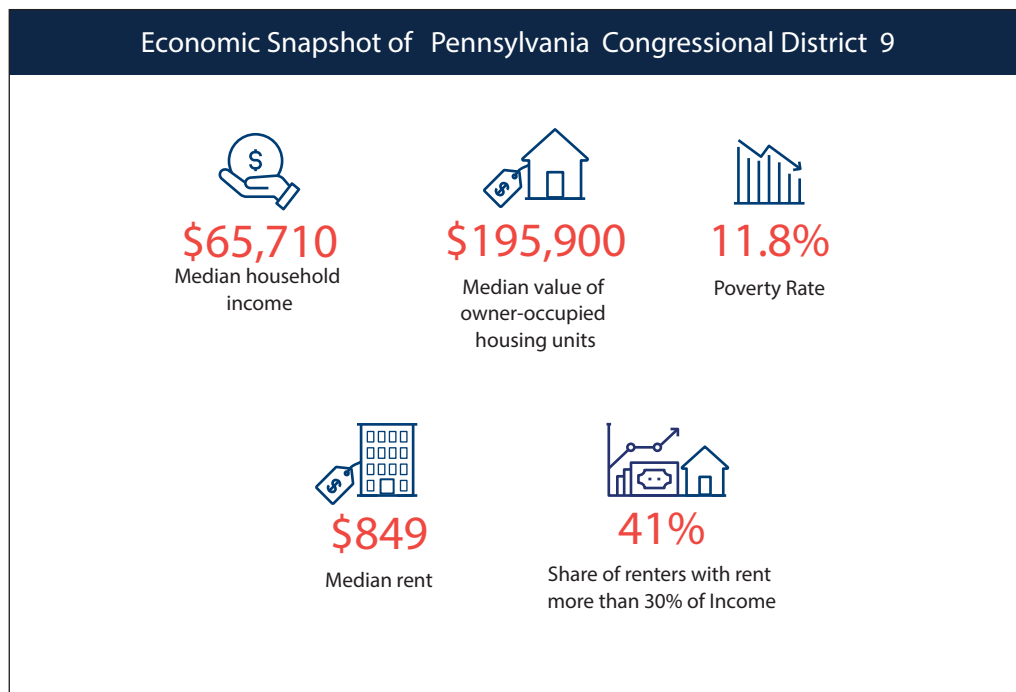 Economic Snapshot of Pennsylvania Congressional District 9
$
$65,710
Median household
income
$
$195,900
Median value of
owner-occupied
housing units
11.8%
Poverty Rate
$
$849
Median rent
41%
Share of renters with rent
more than 30% of Income